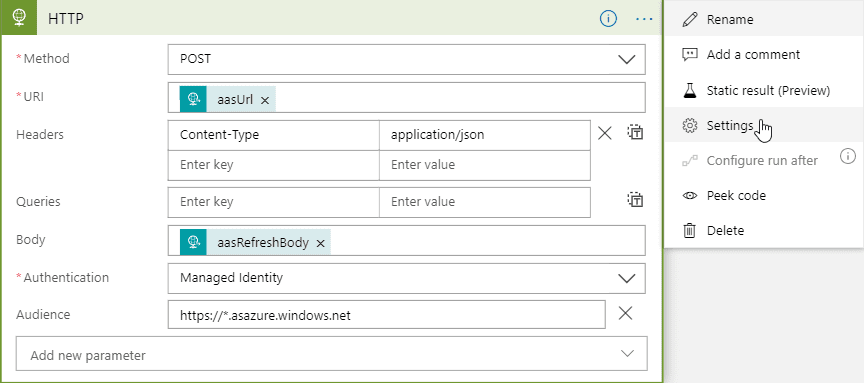 HTTP
* Method
POST
* URI
aasUrl ×
Headers
Content-Type
application/json
Enter key
Enter value
Queries
Enter key
Enter value
Body
aasRefreshBody ×
* Authentication
Managed Identity
Audience
https://*.asazure.windows.net
Add new parameter
Rename
Add a comment
Static result (Preview)
Settings
Configure run after
Peek code
Delete